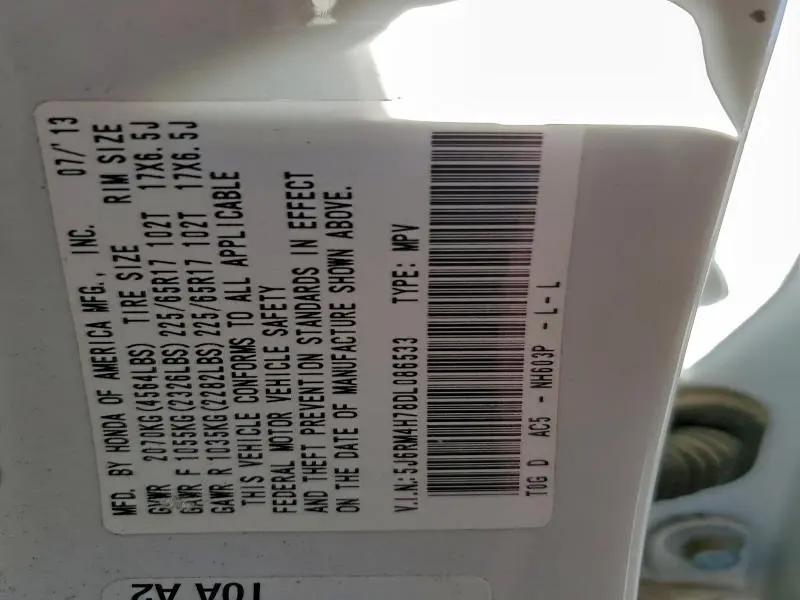 MFD. BY HONDA OF AMERICA MFG., INC. 07/'13
GVWR 2070KG(4564LBS) TIRE SIZE RIM SIZE
GAWR F 1055KG(2326LBS) 225/65R17 102T 17X6.5J
GAWR R 1035KG(2282LBS) 225/65R17 102T 17X6.5J
THIS VEHICLE CONFORMS TO ALL APPLICABLE
FEDERAL MOTOR VEHICLE SAFETY
AND THEFT PREVENTION STANDARDS IN EFFECT
ON THE DATE OF MANUFACTURE SHOWN ABOVE.
V.I.N:5J6RM4H78DL086533 TYPE: MPV
T0G D AC5 - NH603P - L- L
T0A A2